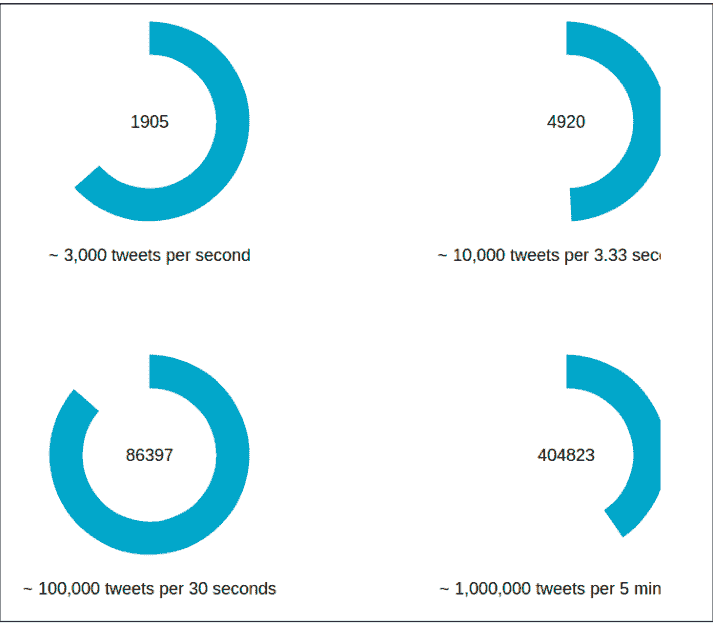 1905
4920
~ 3,000 tweets per second
~ 10,000 tweets per 3.33
86397
404823
~ 100,000 tweets per 30 seconds
~ 1,000,000 tweets per 5 min